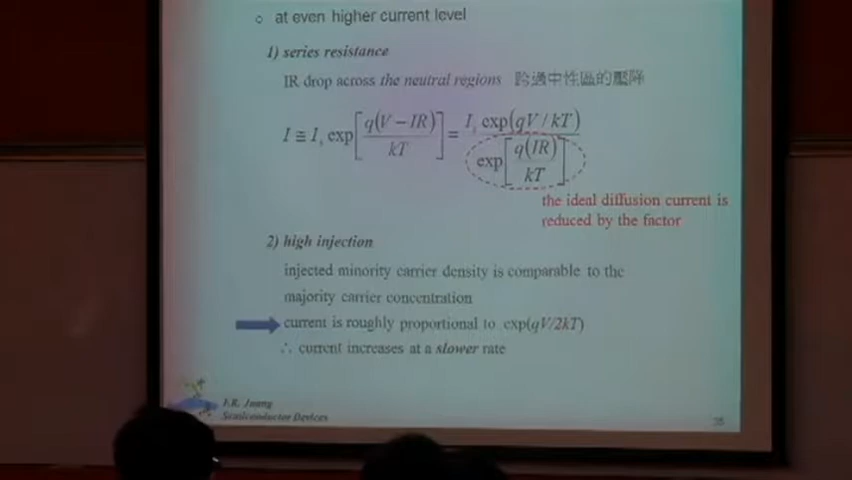 ○ at even higher current level
1) series resistance
IR drop across the neutral regions 跨過中性區的壓降
I ≅ I_s exp[q(V − IR)/kT] = I_s exp(qV/kT) / exp[q(IR)/kT]
the ideal diffusion current is
reduced by the factor
2) high injection
injected minority carrier density is comparable to the
majority carrier concentration
current is roughly proportional to exp(qV/2kT)
∴ current increases at a slower rate
Semiconductor Devices